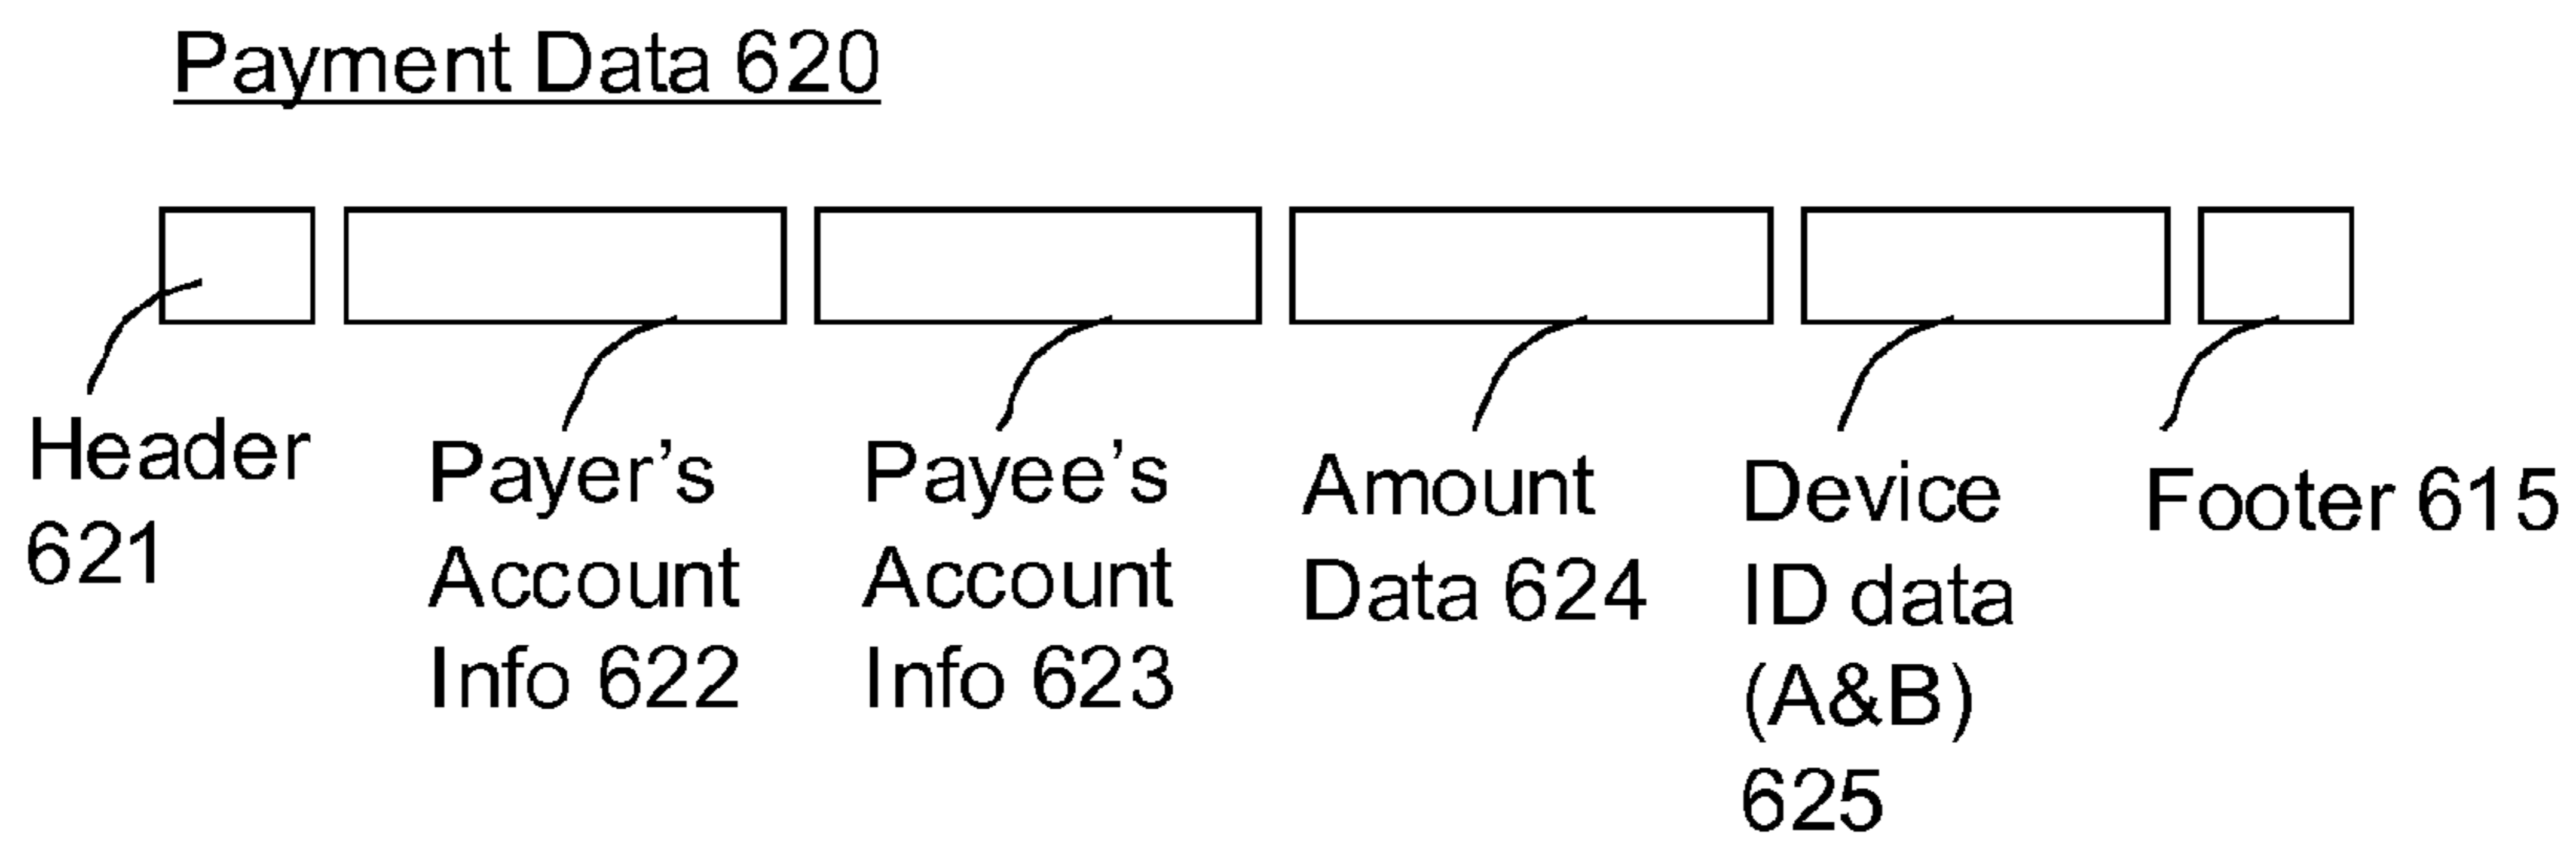 Payment Data 620
Header
621
Payer’s
Account
Info 622
Payee’s
Account
Info 623
Amount
Data 624
Device
ID data
(A&B)
625
Footer 615